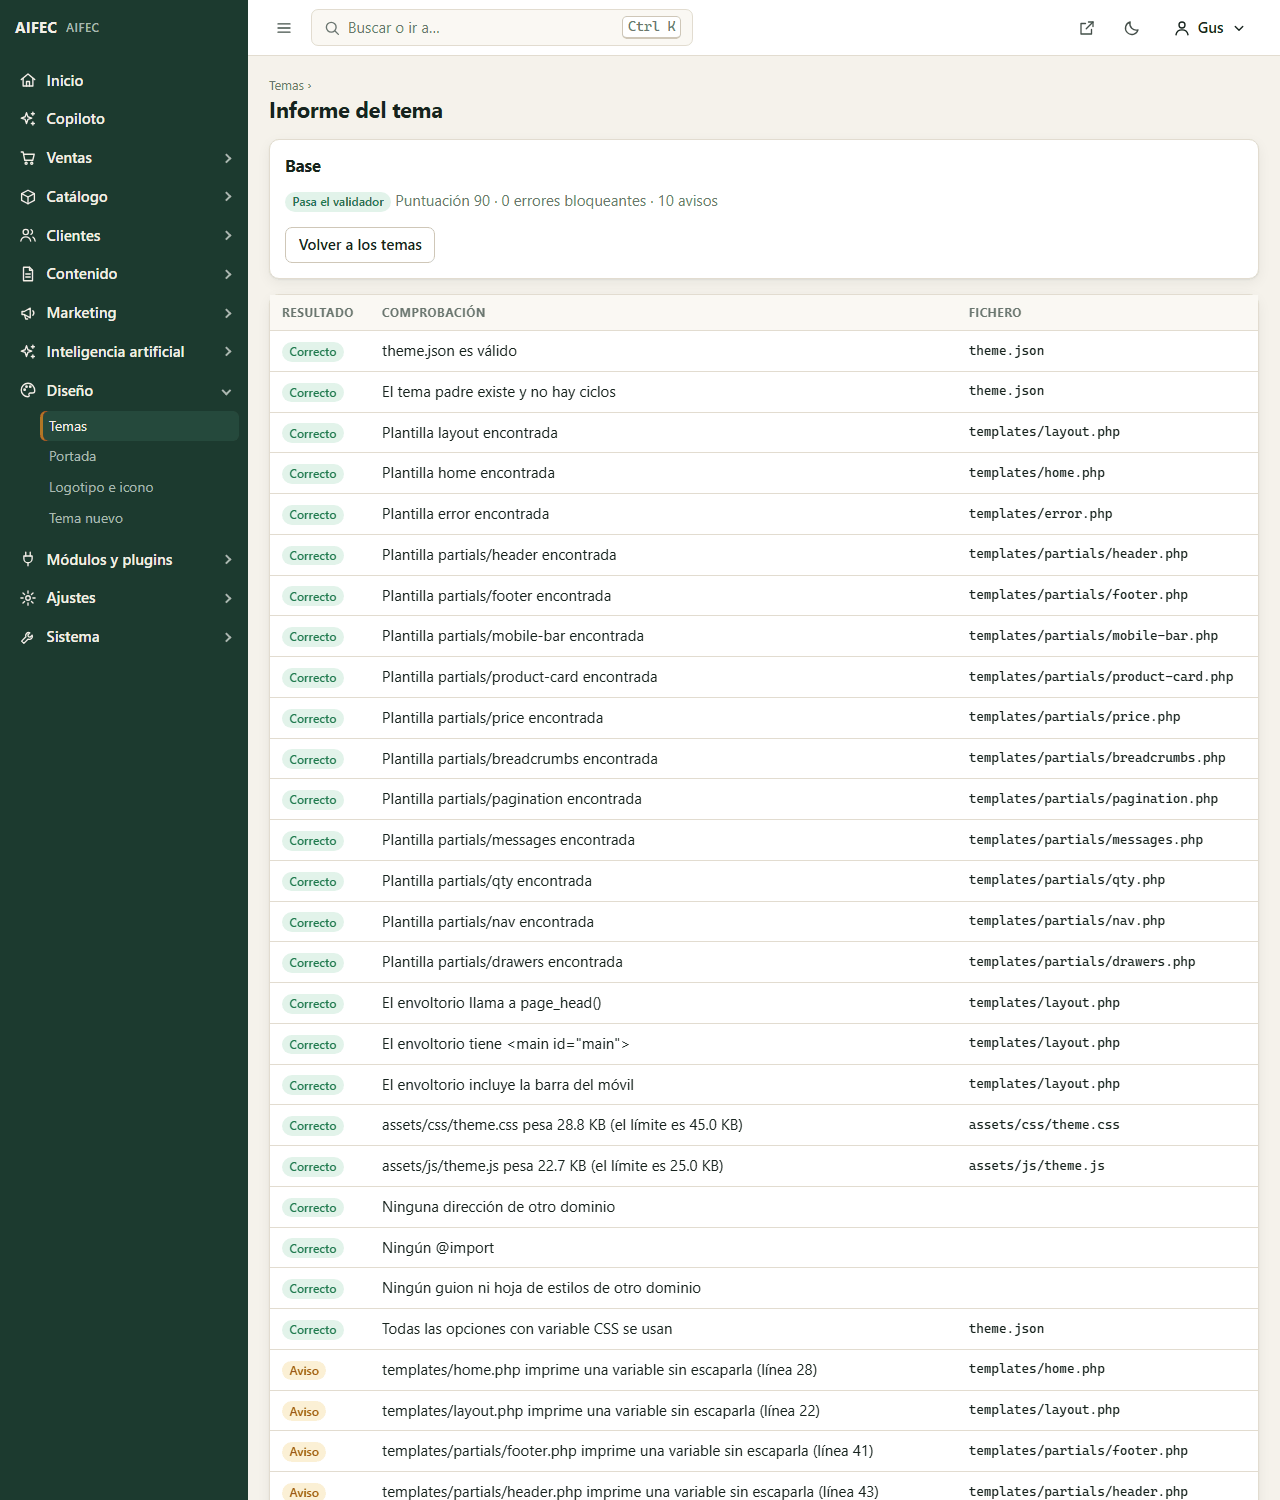 AIFEC AIFEC
Inicio
Copiloto
Ventas
Catálogo
Clientes
Contenido
Marketing
Inteligencia artificial
Diseño
Temas
Portada
Logotipo e icono
Tema nuevo
Módulos y plugins
Ajustes
Sistema
Buscar o ir a... Ctrl K
Gus
Temas ›
Informe del tema
Base
Pasa el validador Puntuación 90 · 0 errores bloqueantes · 10 avisos
Volver a los temas
RESULTADO COMPROBACIÓN FICHERO
Correcto theme.json es válido theme.json
Correcto El tema padre existe y no hay ciclos theme.json
Correcto Plantilla layout encontrada templates/layout.php
Correcto Plantilla home encontrada templates/home.php
Correcto Plantilla error encontrada templates/error.php
Correcto Plantilla partials/header encontrada templates/partials/header.php
Correcto Plantilla partials/footer encontrada templates/partials/footer.php
Correcto Plantilla partials/mobile-bar encontrada templates/partials/mobile-bar.php
Correcto Plantilla partials/product-card encontrada templates/partials/product-card.php
Correcto Plantilla partials/price encontrada templates/partials/price.php
Correcto Plantilla partials/breadcrumbs encontrada templates/partials/breadcrumbs.php
Correcto Plantilla partials/pagination encontrada templates/partials/pagination.php
Correcto Plantilla partials/messages encontrada templates/partials/messages.php
Correcto Plantilla partials/qty encontrada templates/partials/qty.php
Correcto Plantilla partials/nav encontrada templates/partials/nav.php
Correcto Plantilla partials/drawers encontrada templates/partials/drawers.php
Correcto El envoltorio llama a page_head() templates/layout.php
Correcto El envoltorio tiene <main id="main"> templates/layout.php
Correcto El envoltorio incluye la barra del móvil templates/layout.php
Correcto assets/css/theme.css pesa 28.8 KB (el límite es 45.0 KB) assets/css/theme.css
Correcto assets/js/theme.js pesa 22.7 KB (el límite es 25.0 KB) assets/js/theme.js
Correcto Ninguna dirección de otro dominio
Correcto Ningún @import
Correcto Ningún guion ni hoja de estilos de otro dominio
Correcto Todas las opciones con variable CSS se usan theme.json
Aviso templates/home.php imprime una variable sin escaparla (línea 28) templates/home.php
Aviso templates/layout.php imprime una variable sin escaparla (línea 22) templates/layout.php
Aviso templates/partials/footer.php imprime una variable sin escaparla (línea 41) templates/partials/footer.php
Aviso templates/partials/header.php imprime una variable sin escaparla (línea 43) templates/partials/header.php